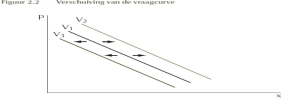 Figuur 2.2 Verschuiving van de vraagcurve
P
V2
V1
V3
x